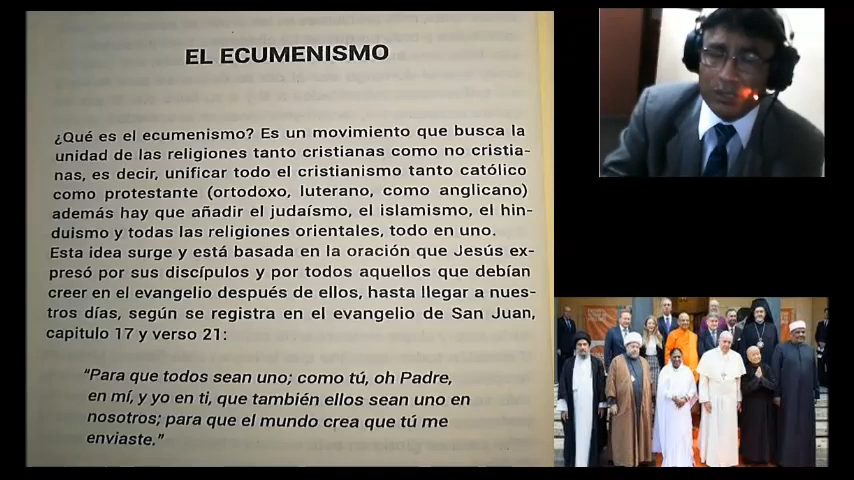 EL ECUMENISMO
¿Qué es el ecumenismo? Es un movimiento que busca la
unidad de las religiones tanto cristianas como no cristia-
nas, es decir, unificar todo el cristianismo tanto católico
como protestante (ortodoxo, luterano, como anglicano)
además hay que añadir el judaísmo, el islamismo, el hin-
duismo y todas las religiones orientales, todo en uno.
Esta idea surge y está basada en la oración que Jesús ex-
presó por sus discípulos y por todos aquellos que debían
creer en el evangelio después de ellos, hasta llegar a nues-
tros días, según se registra en el evangelio de San Juan,
capitulo 17 y verso 21:
"Para que todos sean uno; como tú, oh Padre,
en mí, y yo en ti, que también ellos sean uno en
nosotros; para que el mundo crea que tú me
enviaste."